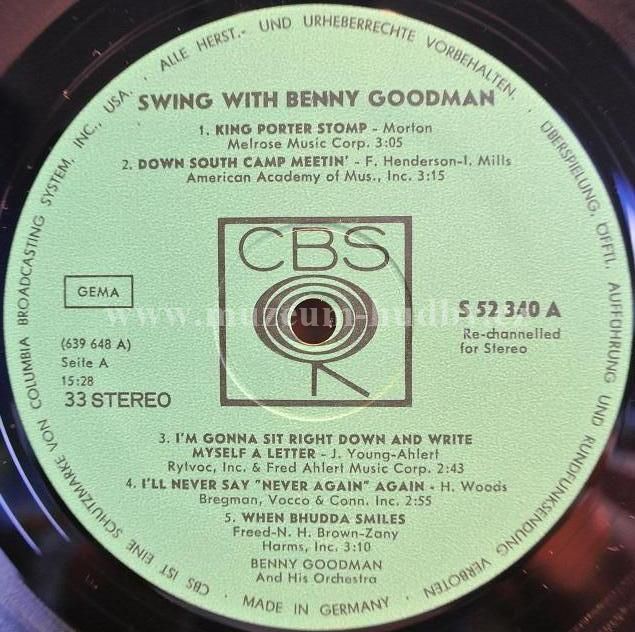 CBS IST EINE SCHUTZMARKE VON COLUMBIA BROADCASTING SYSTEM, INC., USA. · ALLE HERST.- UND URHEBERRECHTE VORBEHALTEN. · ÜBERSPIELUNG, ÖFFTL. AUFFÜHRUNG UND RUNDFUNKSENDUNG VERBOTEN · MADE IN GERMANY ·
SWING WITH BENNY GOODMAN
1. KING PORTER STOMP - Morton
Melrose Music Corp. 3:05
2. DOWN SOUTH CAMP MEETIN' - F. Henderson-I. Mills
American Academy of Mus., Inc. 3:15
CBS
GEMA
S 52 340 A
Re-channelled
for Stereo
(639 648 A)
Seite A
15:28
33 STEREO
3. I'M GONNA SIT RIGHT DOWN AND WRITE
MYSELF A LETTER - J. Young-Ahlert
Rytvoc, Inc. & Fred Ahlert Music Corp. 2:43
4. I'LL NEVER SAY "NEVER AGAIN" AGAIN - H. Woods
Bregman, Vocco & Conn. Inc. 2:55
5. WHEN BHUDDA SMILES
Freed-N. H. Brown-Zany
Harms, Inc. 3:10
BENNY GOODMAN
And His Orchestra